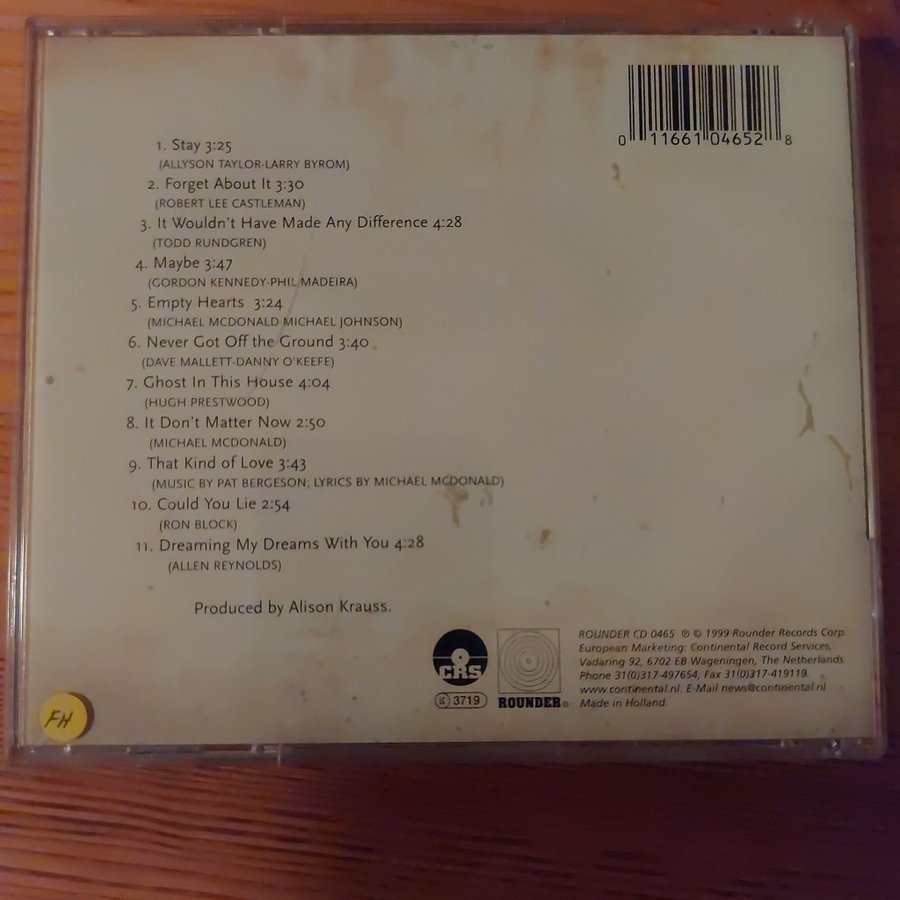 0 11661 04652 8
1. Stay 3:25
(ALLYSON TAYLOR-LARRY BYROM)
2. Forget About It 3:30
(ROBERT LEE CASTLEMAN)
3. It Wouldn't Have Made Any Difference 4:28
(TODD RUNDGREN)
4. Maybe 3:47
(GORDON KENNEDY-PHIL MADEIRA)
5. Empty Hearts 3:24
(MICHAEL MCDONALD-MICHAEL JOHNSON)
6. Never Got Off the Ground 3:40
(DAVE MALLETT-DANNY O'KEEFE)
7. Ghost In This House 4:04
(HUGH PRESTWOOD)
8. It Don't Matter Now 2:50
(MICHAEL MCDONALD)
9. That Kind of Love 3:43
(MUSIC BY PAT BERGESON; LYRICS BY MICHAEL MCDONALD)
10. Could You Lie 2:54
(RON BLOCK)
11. Dreaming My Dreams With You 4:28
(ALLEN REYNOLDS)
Produced by Alison Krauss.
CRS
3719
ROUNDER®
ROUNDER CD 0465 ℗ © 1999 Rounder Records Corp.
European Marketing: Continental Record Services,
Vadaring 92, 6702 EB Wageningen, The Netherlands.
Phone 31(0)317-497654, Fax 31(0)317-419119.
www.continental.nl. E-Mail news@continental.nl.
Made in Holland.
FH